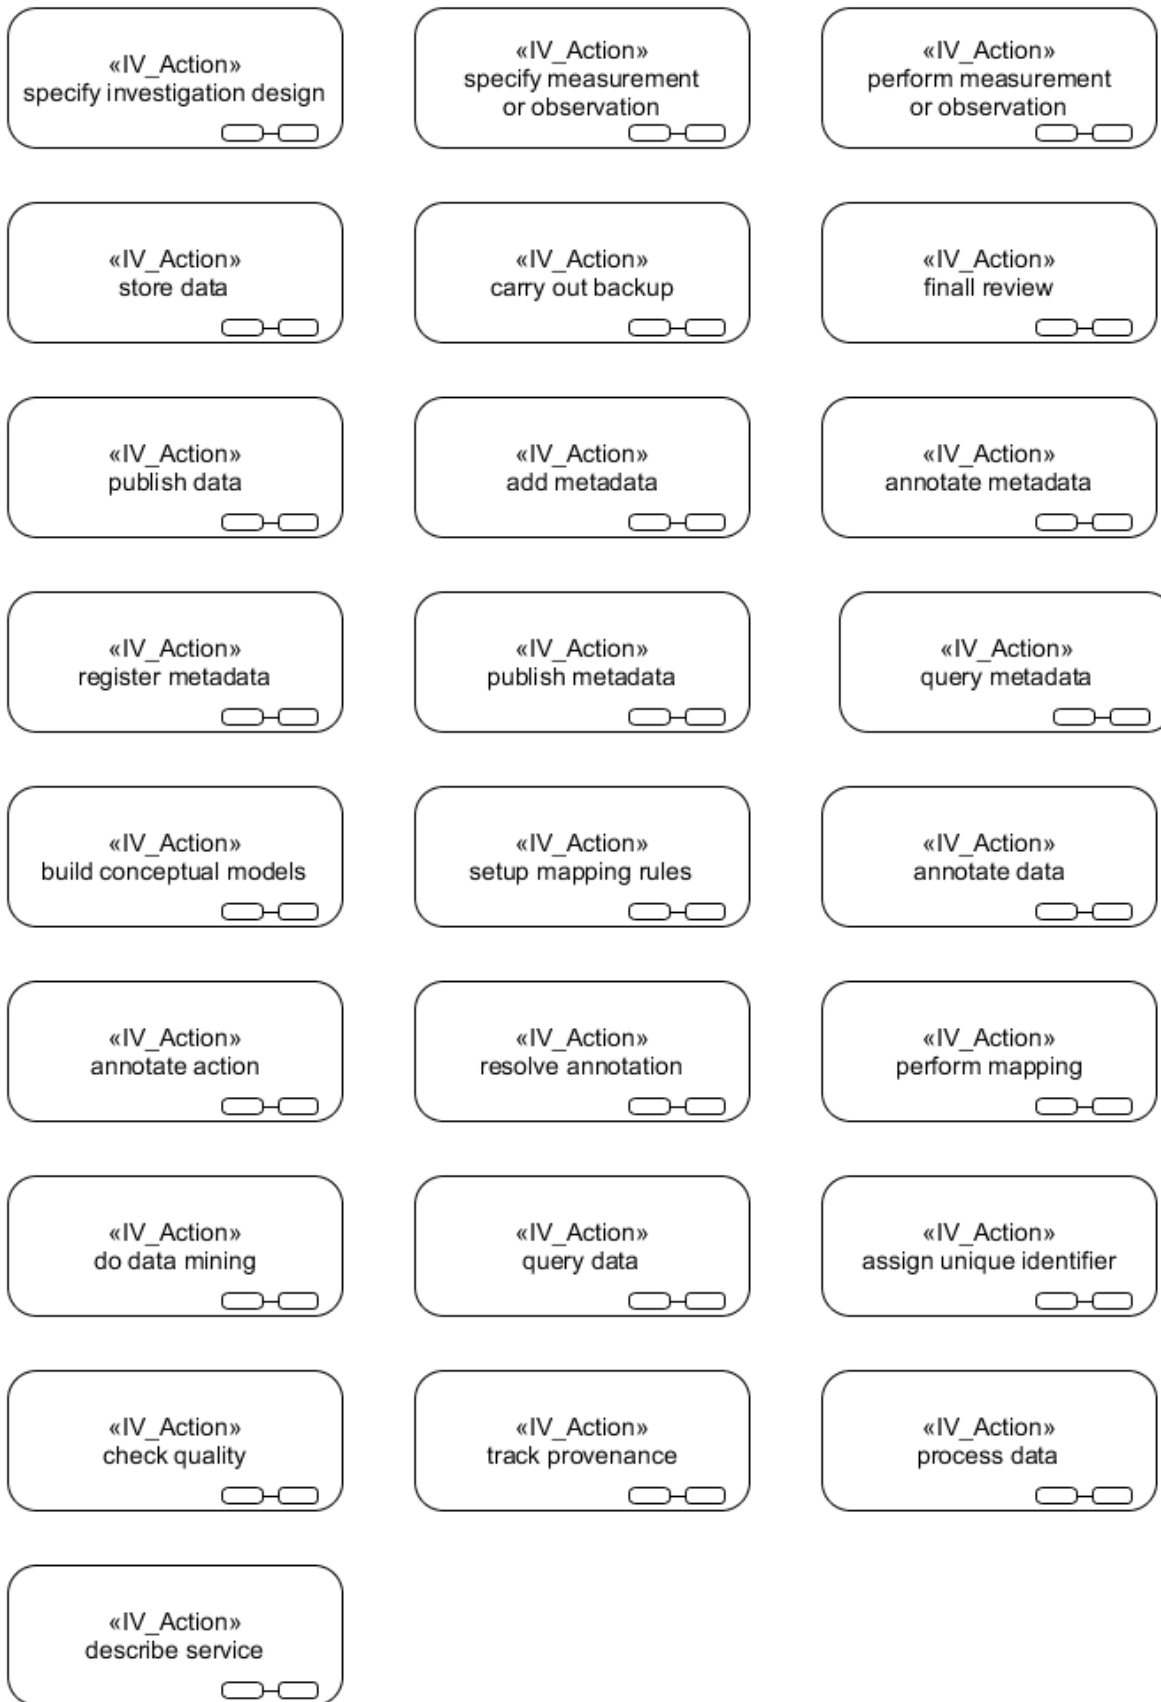 «IV_Action»
specify investigation design
«IV_Action»
specify measurement
or observation
«IV_Action»
perform measurement
or observation
«IV_Action»
store data
«IV_Action»
carry out backup
«IV_Action»
finall review
«IV_Action»
publish data
«IV_Action»
add metadata
«IV_Action»
annotate metadata
«IV_Action»
register metadata
«IV_Action»
publish metadata
«IV_Action»
query metadata
«IV_Action»
build conceptual models
«IV_Action»
setup mapping rules
«IV_Action»
annotate data
«IV_Action»
annotate action
«IV_Action»
resolve annotation
«IV_Action»
perform mapping
«IV_Action»
do data mining
«IV_Action»
query data
«IV_Action»
assign unique identifier
«IV_Action»
check quality
«IV_Action»
track provenance
«IV_Action»
process data
«IV_Action»
describe service